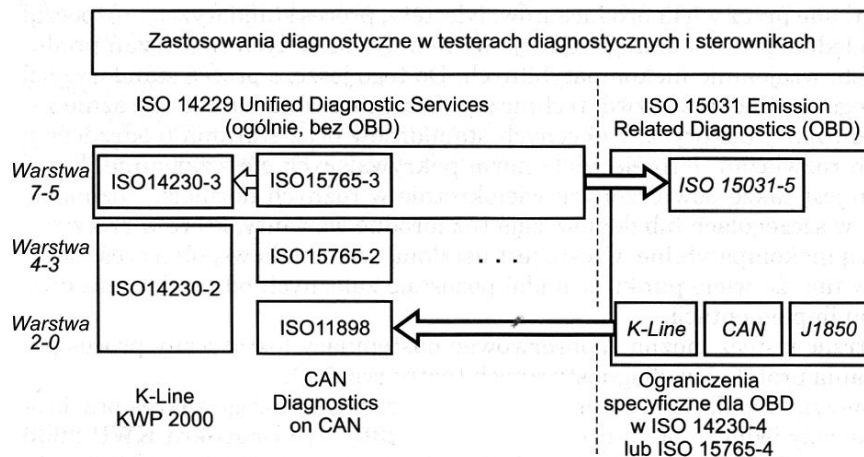 Zastosowania diagnostyczne w testerach diagnostycznych i sterownikach
ISO 14229 Unified Diagnostic Services
(ogólnie, bez OBD)
ISO 15031 Emission
Related Diagnostics (OBD)
Warstwa
7-5
ISO14230-3
ISO15765-3
ISO 15031-5
Warstwa
4-3
ISO14230-2
ISO15765-2
. . .
Warstwa
2-0
ISO11898
K-Line
CAN
J1850
K-Line
KWP 2000
CAN
Diagnostics
on CAN
Ograniczenia
specyficzne dla OBD
w ISO 14230-4
lub ISO 15765-4